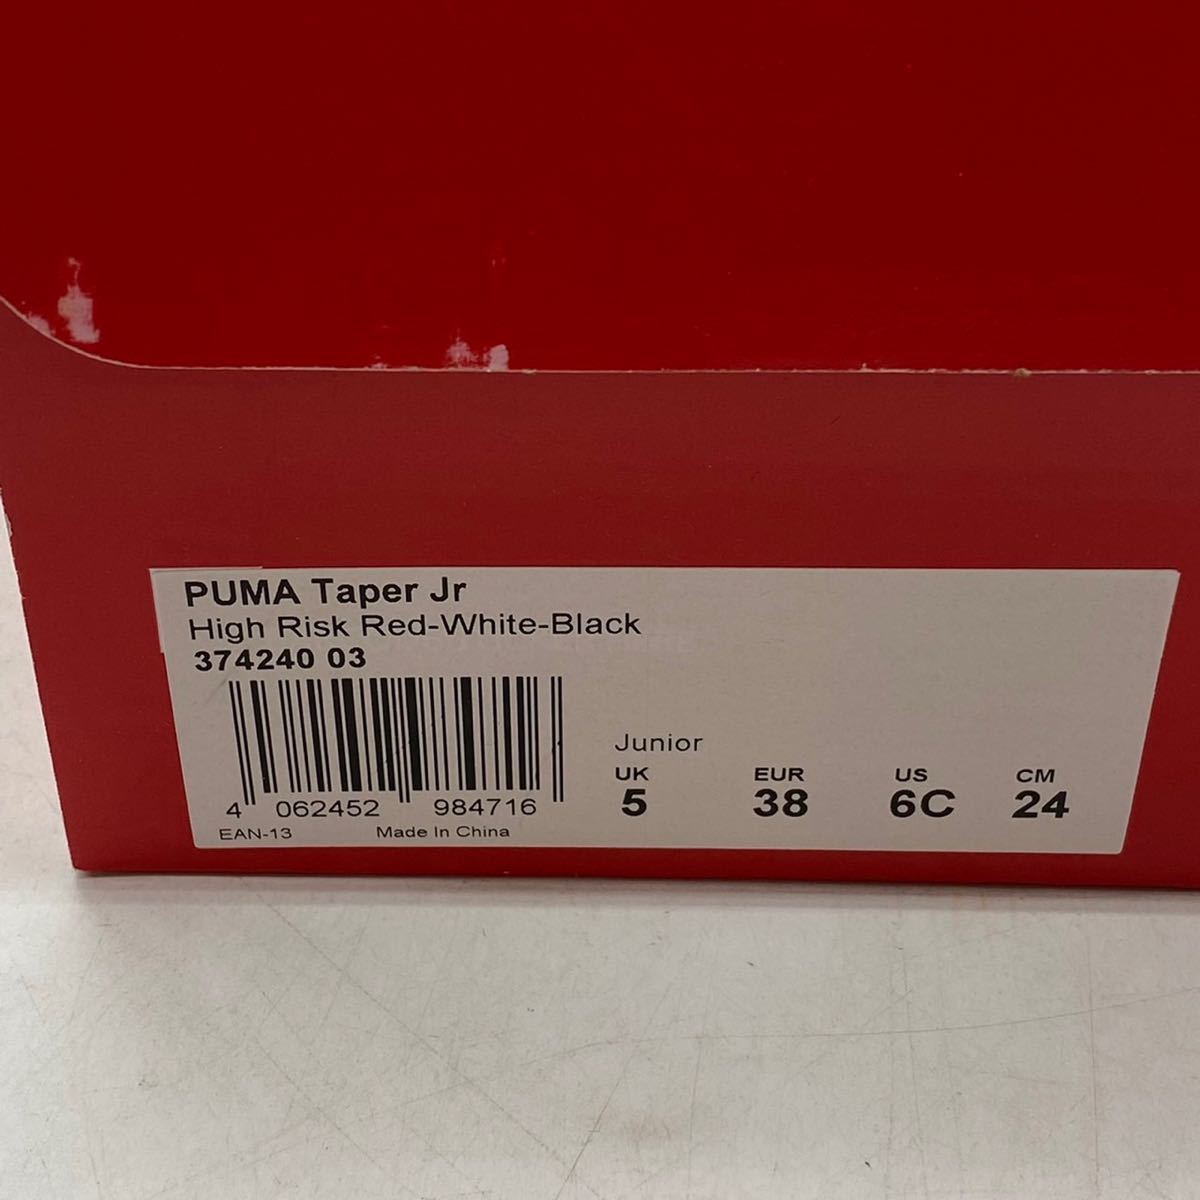 PUMA Taper Jr
High Risk Red-White-Black
374240 03
4 062452 984716
EAN-13 Made In China
Junior
UK EUR US CM
5 38 6C 24